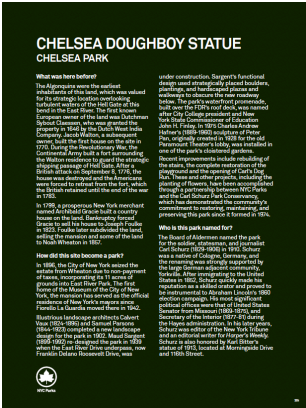 CHELSEA DOUGHBOY STATUE
CHELSEA PARK
What was here before?
The Algonquins were the earliest
inhabitants of this land, which was valued
for its strategic location overlooking
turbulent waters of the Hell Gate at this
bend in the East River. The first known
European owner of the land was Dutchman
Sybout Claessen, who was granted the
property in 1646 by the Dutch West India
Company. Jacob Walton, a subsequent
owner, built the first house on the site in
1770. During the Revolutionary War, the
Continental Army built a fort surrounding
the Walton residence to guard the strategic
shipping passage of Hell Gate. After a
British attack on September 8, 1776, the
house was destroyed and the Americans
were forced to retreat from the fort, which
the British retained until the end of the war
in 1783.
In 1799, a prosperous New York merchant
named Archibald Gracie built a country
house on the land. Bankruptcy forced
Gracie to sell his house to Joseph Foulke
in 1823. Foulke later subdivided the land,
selling the mansion and some of the land
to Noah Wheaton in 1857.
How did this site become a park?
In 1896, the City of New York seized the
estate from Wheaton due to non-payment
of taxes, incorporating its 11 acres of
grounds into East River Park. The first
home of the Museum of the City of New
York, the mansion has served as the official
residence of New York's mayors since
Fiorello La Guardia moved there in 1942.
Illustrious landscape architects Calvert
Vaux (1824-1895) and Samuel Parsons
(1844-1923) completed a new landscape
design for the park in 1902. Maud Sargent
(1899-1992) re-designed the park in 1939
when the East River Drive underpass, now
Franklin Delano Roosevelt Drive, was
under construction. Sargent's functional
design used strategically placed boulders,
plantings, and handicapped plazas and
walkways to obscure the new roadway
below. The park's waterfront promenade,
built over the FDR's roof deck, was named
after City college president and New
York State Commissioner of Education
John H. Finley. In 1975 Charles Andrew
Hafner's (1889-1960) sculpture of Peter
Pan, originally created in 1928 for the old
Paramount Theater's lobby, was installed in
one of the park's cloistered gardens.
Recent improvements include rebuilding of
the stairs, the complete restoration of the
playground and the opening of Carl's Dog
Run. These and other projects, including the
planting of flowers, have been accomplished
through a partnership between NYC Parks
and the Carl Schurz Park Conservancy,
which has demonstrated the community's
commitment to restoring, maintaining, and
preserving this park since it formed in 1974.
Who is this park named for?
The Board of Aldermen named the park
for the soldier, statesman, and journalist
Carl Schurz (1829-1906) in 1910. Schurz
was a native of Cologne, Germany, and
the renaming was strongly supported by
the large German adjacent community,
Yorkville. After immigrating to the United
States in 1852, Schurz quickly made his
reputation as a skilled orator and proved to
be instrumental to Abraham Lincoln's 1860
election campaign. His most significant
political offices were that of United States
Senator from Missouri (1869-1875), and
Secretary of the Interior (1877-81) during
the Hayes administration. In his later years,
Schurz was editor of the New York Tribune
and an editorial writer for Harper's Weekly.
Schurz is also honored by Karl Bitter's
statue of 1913, located at Morningside Drive
and 116th Street.
NYC Parks